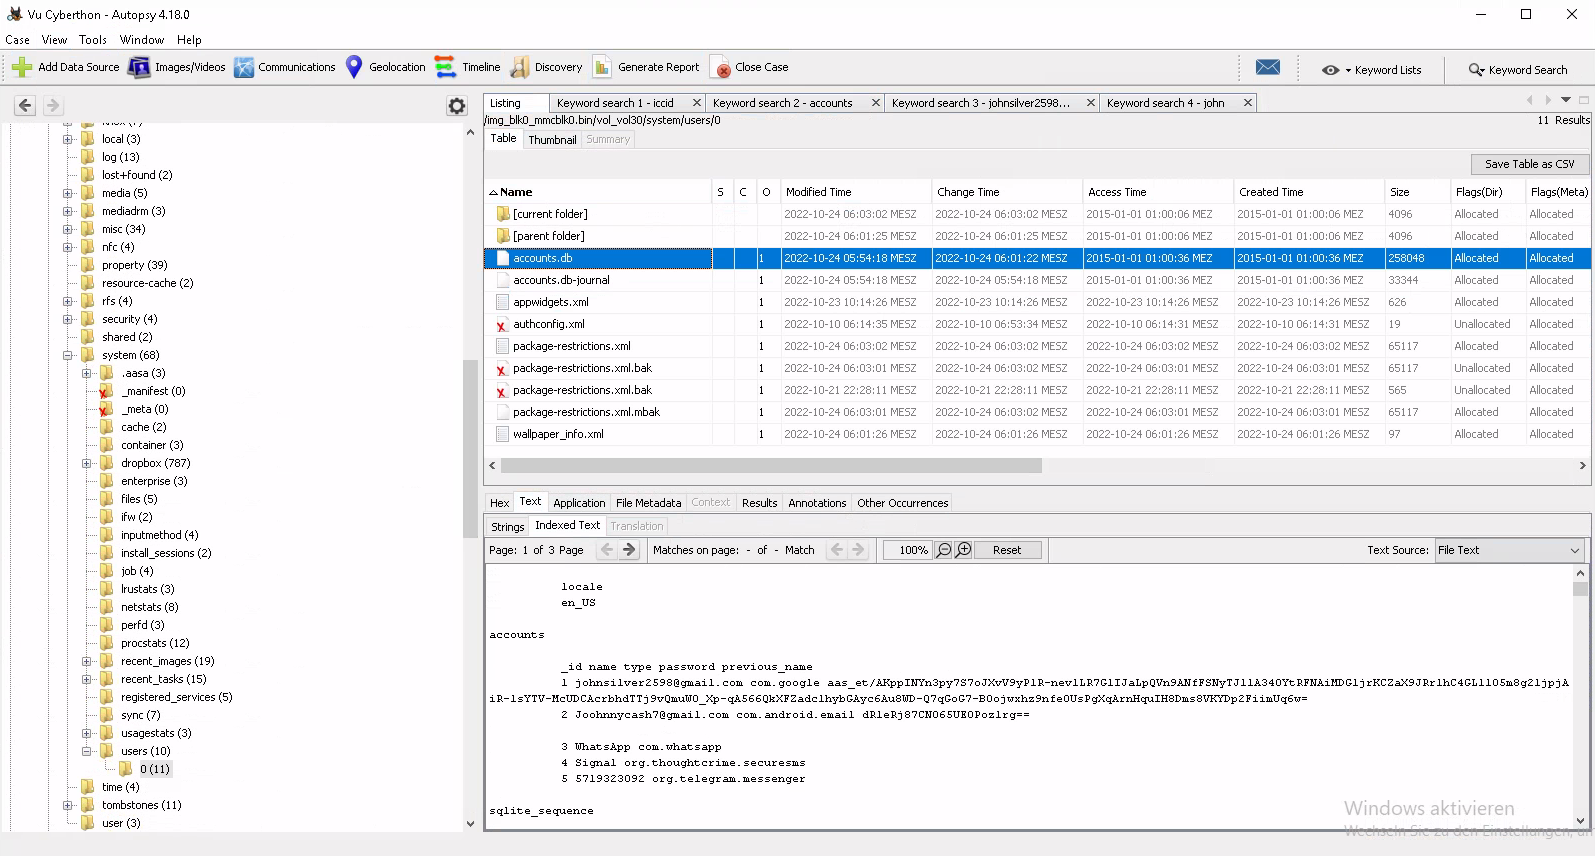 Vu Cyberthon - Autopsy 4.18.0
Case View Tools Window Help
Add Data Source Images/Videos Communications Geolocation Timeline Discovery Generate Report Close Case Keyword Lists Keyword Search
local (3)
log (13)
lost+found (2)
media (5)
mediadrm (3)
misc (34)
nfc (4)
property (39)
resource-cache (2)
rfs (4)
security (4)
shared (2)
system (68)
.aasa (3)
_manifest (0)
_meta (0)
cache (2)
container (3)
dropbox (787)
enterprise (3)
files (5)
ifw (2)
inputmethod (4)
install_sessions (2)
job (4)
lrustats (3)
netstats (8)
perfd (3)
procstats (12)
recent_images (19)
recent_tasks (15)
registered_services (5)
sync (7)
usagestats (3)
users (10)
0 (11)
time (4)
tombstones (11)
user (3)
Listing Keyword search 1 - iccid Keyword search 2 - accounts Keyword search 3 - johnsilver2598... Keyword search 4 - john
/img_blk0_mmcblk0.bin/vol_vol30/system/users/0 11 Results
Table Thumbnail Summary
Save Table as CSV
Name S C O Modified Time Change Time Access Time Created Time Size Flags(Dir) Flags(Meta)
[current folder] 2022-10-24 06:03:02 MESZ 2022-10-24 06:03:02 MESZ 2015-01-01 01:00:06 MEZ 2015-01-01 01:00:06 MEZ 4096 Allocated Allocated
[parent folder] 2022-10-24 06:01:25 MESZ 2022-10-24 06:01:25 MESZ 2015-01-01 01:00:06 MEZ 2015-01-01 01:00:06 MEZ 4096 Allocated Allocated
accounts.db 1 2022-10-24 05:54:18 MESZ 2022-10-24 06:01:22 MESZ 2015-01-01 01:00:36 MEZ 2015-01-01 01:00:36 MEZ 258048 Allocated Allocated
accounts.db-journal 1 2022-10-24 05:54:18 MESZ 2022-10-24 05:54:18 MESZ 2015-01-01 01:00:36 MEZ 2015-01-01 01:00:36 MEZ 33344 Allocated Allocated
appwidgets.xml 1 2022-10-23 10:14:26 MESZ 2022-10-23 10:14:26 MESZ 2022-10-23 10:14:26 MESZ 2022-10-23 10:14:26 MESZ 626 Allocated Allocated
authconfig.xml 1 2022-10-10 06:14:35 MESZ 2022-10-10 06:53:34 MESZ 2022-10-10 06:14:31 MESZ 2022-10-10 06:14:31 MESZ 19 Unallocated Allocated
package-restrictions.xml 1 2022-10-24 06:03:02 MESZ 2022-10-24 06:03:02 MESZ 2022-10-24 06:03:02 MESZ 2022-10-24 06:03:02 MESZ 65117 Allocated Allocated
package-restrictions.xml.bak 1 2022-10-24 06:03:01 MESZ 2022-10-24 06:03:02 MESZ 2022-10-24 06:03:01 MESZ 2022-10-24 06:03:01 MESZ 65117 Unallocated Allocated
package-restrictions.xml.bak 1 2022-10-21 22:28:11 MESZ 2022-10-21 22:28:11 MESZ 2022-10-21 22:28:11 MESZ 2022-10-21 22:28:11 MESZ 565 Unallocated Allocated
package-restrictions.xml.mbak 1 2022-10-24 06:03:01 MESZ 2022-10-24 06:03:02 MESZ 2022-10-24 06:03:01 MESZ 2022-10-24 06:03:01 MESZ 65117 Allocated Allocated
wallpaper_info.xml 1 2022-10-24 06:01:26 MESZ 2022-10-24 06:01:26 MESZ 2022-10-24 06:01:26 MESZ 2022-10-24 06:01:26 MESZ 97 Allocated Allocated
Hex Text Application File Metadata Context Results Annotations Other Occurrences
Strings Indexed Text Translation
Page: 1 of 3 Page Matches on page: - of - Match 100% Reset Text Source: File Text
locale
en_US
accounts
_id name type password previous_name
1 johnsilver2598@gmail.com com.google
2 Joohnnycash7@gmail.com com.android.email dRleRj87CN065UE0Pozlrg==
3 WhatsApp com.whatsapp
4 Signal org.thoughtcrime.securesms
5 5719323092 org.telegram.messenger
sqlite_sequence
Windows aktivieren
Wechseln Sie zu den Einstellungen, um